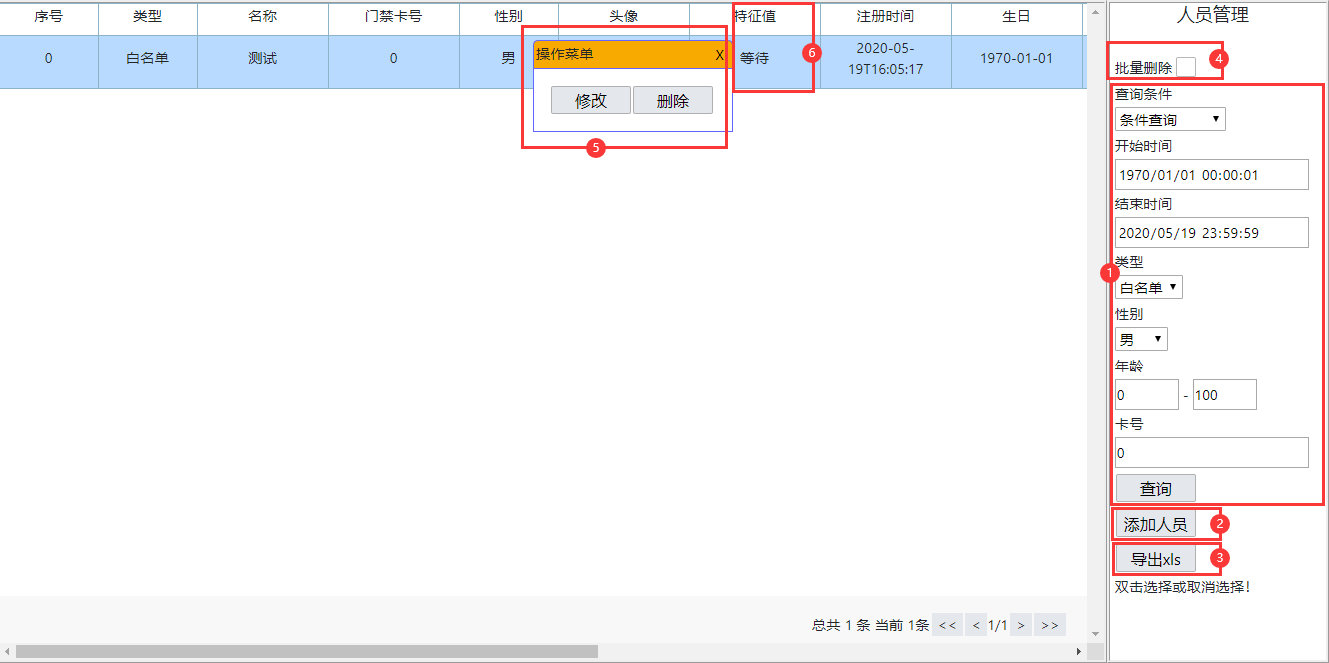 序号 类型 名称 门禁卡号 性别 头像 特征值 注册时间 生日
0 白名单 测试 0 男 等待 6 2020-05-19T16:05:17 1970-01-01
操作菜单 X
修改 删除
5
总共 1 条 当前 1条 << < 1/1 > >>
人员管理
批量删除 4
查询条件
条件查询
开始时间
1970/01/01 00:00:01
结束时间
2020/05/19 23:59:59
类型
1
白名单
性别
男
年龄
0 - 100
卡号
0
查询
添加人员 2
导出xls 3
双击选择或取消选择!